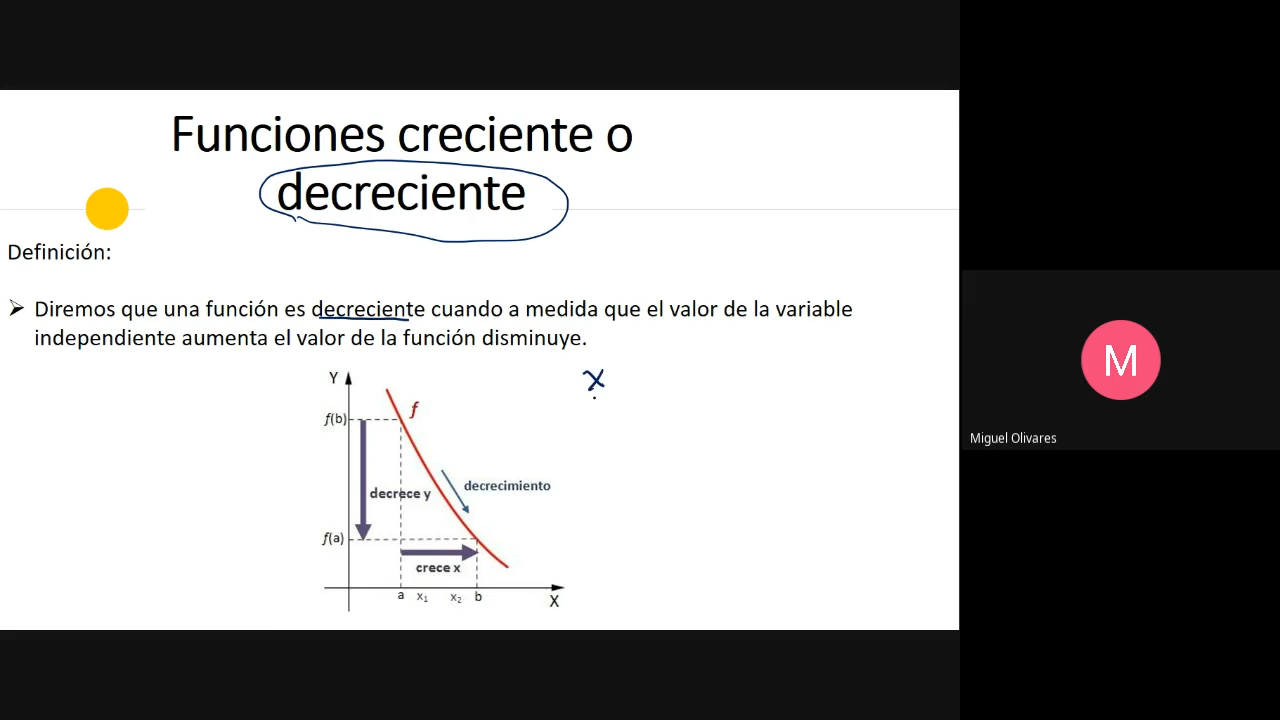 Funciones creciente o
decreciente
Definición:
➢ Diremos que una función es decreciente cuando a medida que el valor de la variable
independiente aumenta el valor de la función disminuye.
x
Y
f
f(b)
decrece y
decrecimiento
f(a)
crece x
a x₁ x₂ b
X
M
Miguel Olivares